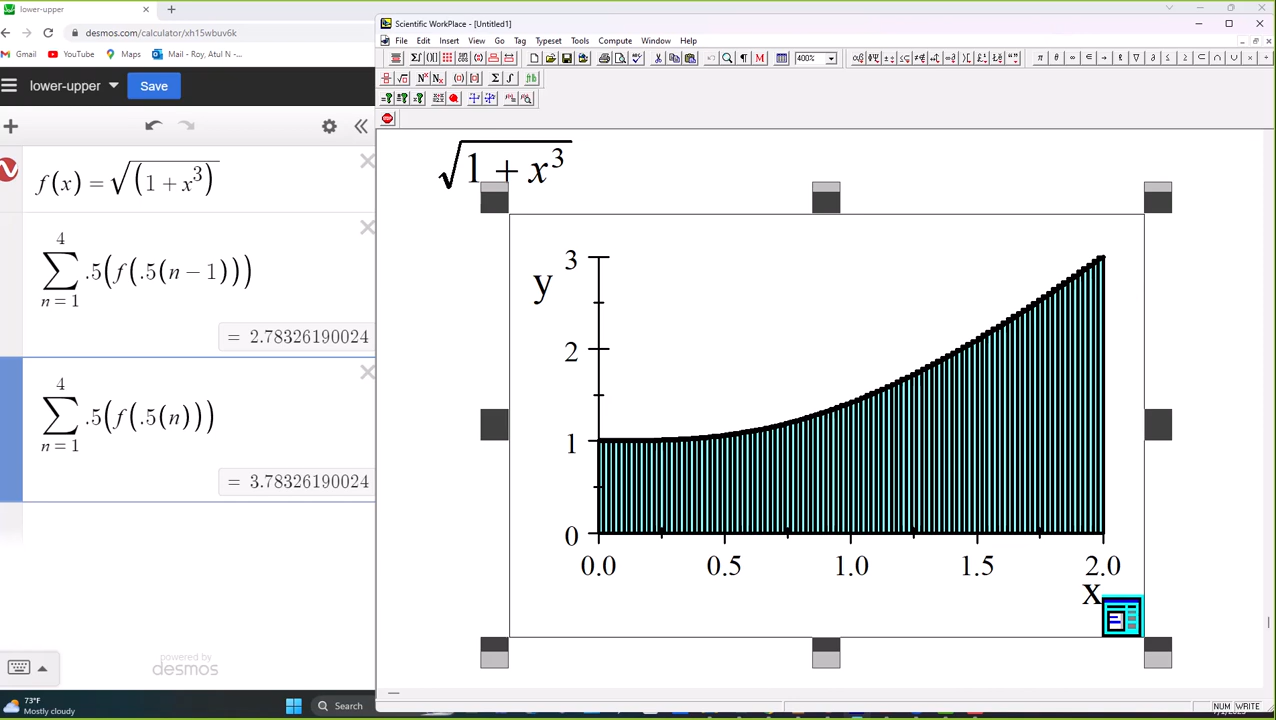 lower-upper
desmos.com/calculator/xh15wbuv6k
Gmail YouTube Maps Mail - Roy, Atul N -
lower-upper Save
f(x) = √(1 + x³)
4
∑ .5(f(.5(n − 1)))
n = 1
= 2.78326190024
4
∑ .5(f(.5(n)))
n = 1
= 3.78326190024
powered by
desmos
73°F
Mostly cloudy
Search
Scientific WorkPlace - [Untitled1]
File Edit Insert View Go Tag Typeset Tools Compute Window Help
400%
√1 + x³
y
3
2
1
0
0.0 0.5 1.0 1.5 2.0
x
NUM WRITE